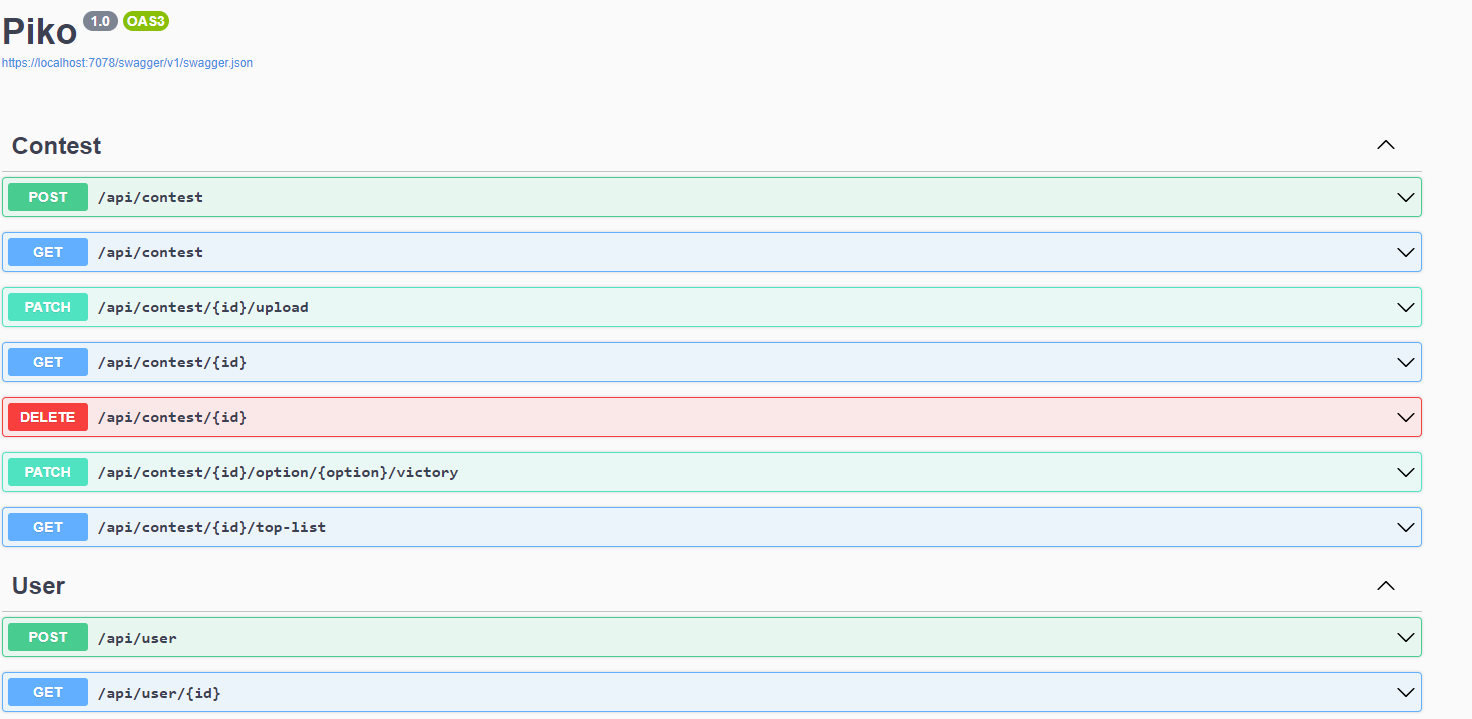 Piko 1.0 OAS3
https://localhost:7078/swagger/v1/swagger.json
Contest
POST /api/contest
GET /api/contest
PATCH /api/contest/{id}/upload
GET /api/contest/{id}
DELETE /api/contest/{id}
PATCH /api/contest/{id}/option/{option}/victory
GET /api/contest/{id}/top-list
User
POST /api/user
GET /api/user/{id}